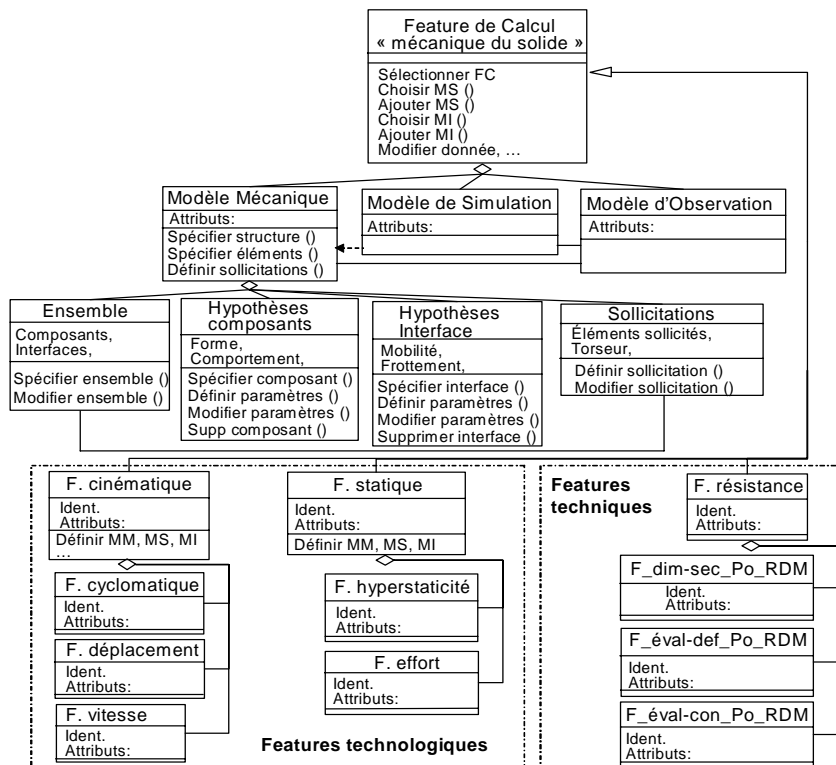 Feature de Calcul
« mécanique du solide »
Sélectionner FC
Choisir MS ()
Ajouter MS ()
Choisir MI ()
Ajouter MI ()
Modifier donnée, …
Modèle Mécanique
Attributs:
Spécifier structure ()
Spécifier éléments ()
Définir sollicitations ()
Modèle de Simulation
Attributs:
Modèle d'Observation
Attributs:
Ensemble
Composants,
Interfaces,
Spécifier ensemble ()
Modifier ensemble ()
Hypothèses
composants
Forme,
Comportement,
Spécifier composant ()
Définir paramètres ()
Modifier paramètres ()
Supp composant ()
Hypothèses
Interface
Mobilité,
Frottement,
Spécifier interface ()
Définir paramètres ()
Modifier paramètres ()
Supprimer interface ()
Sollicitations
Éléments sollicités,
Torseur,
Définir sollicitation ()
Modifier sollicitation ()
F. cinématique
Ident.
Attributs:
Définir MM, MS, MI
…
F. cyclomatique
Ident.
Attributs:
F. déplacement
Ident.
Attributs:
F. vitesse
Ident.
Attributs:
F. statique
Ident.
Attributs:
Définir MM, MS, MI
F. hyperstaticité
Ident.
Attributs:
F. effort
Ident.
Attributs:
Features technologiques
Features
techniques
F. résistance
Ident.
Attributs:
F_dim-sec_Po_RDM
Ident.
Attributs:
F_éval-def_Po_RDM
Ident.
Attributs:
F_éval-con_Po_RDM
Ident.
Attributs: